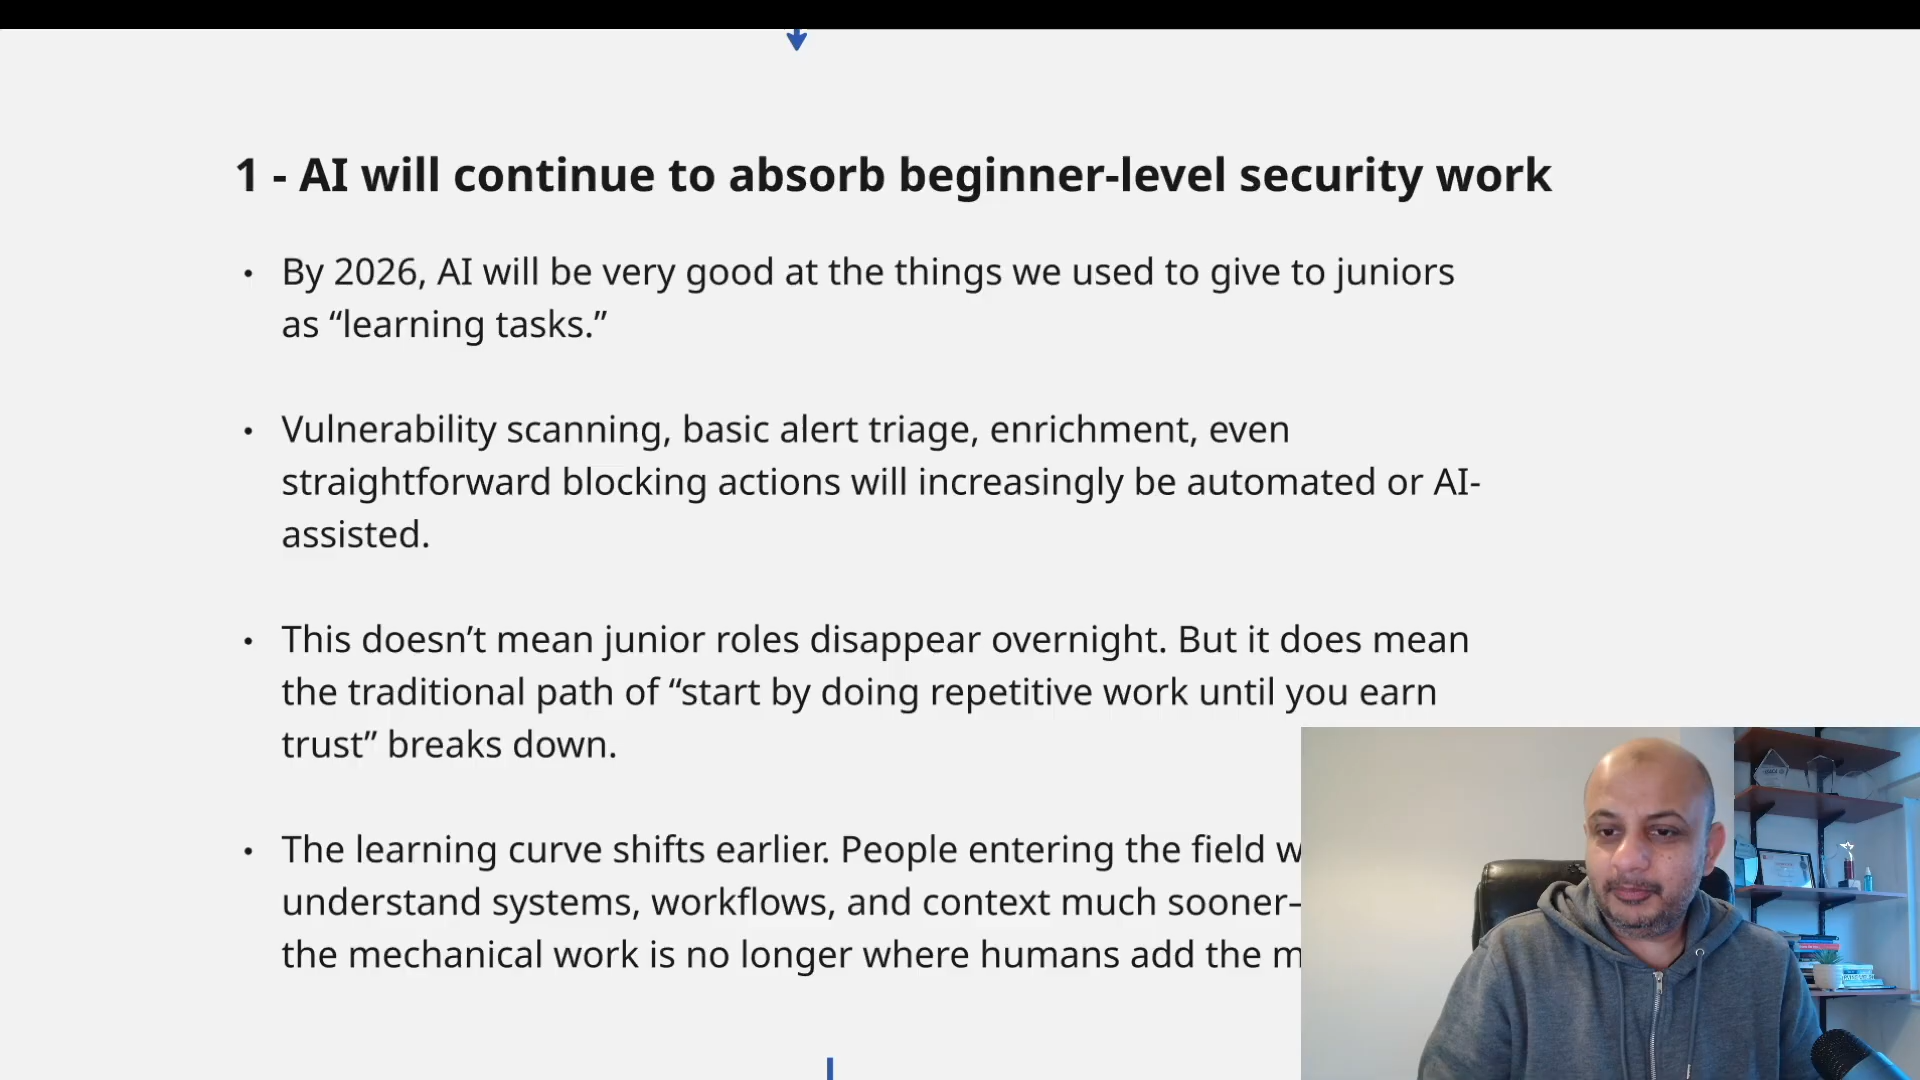 1 - AI will continue to absorb beginner-level security work
• By 2026, AI will be very good at the things we used to give to juniors
as “learning tasks.”
• Vulnerability scanning, basic alert triage, enrichment, even
straightforward blocking actions will increasingly be automated or AI-
assisted.
• This doesn’t mean junior roles disappear overnight. But it does mean
the traditional path of “start by doing repetitive work until you earn
trust” breaks down.
• The learning curve shifts earlier. People entering the field
understand systems, workflows, and context much sooner–
the mechanical work is no longer where humans add the